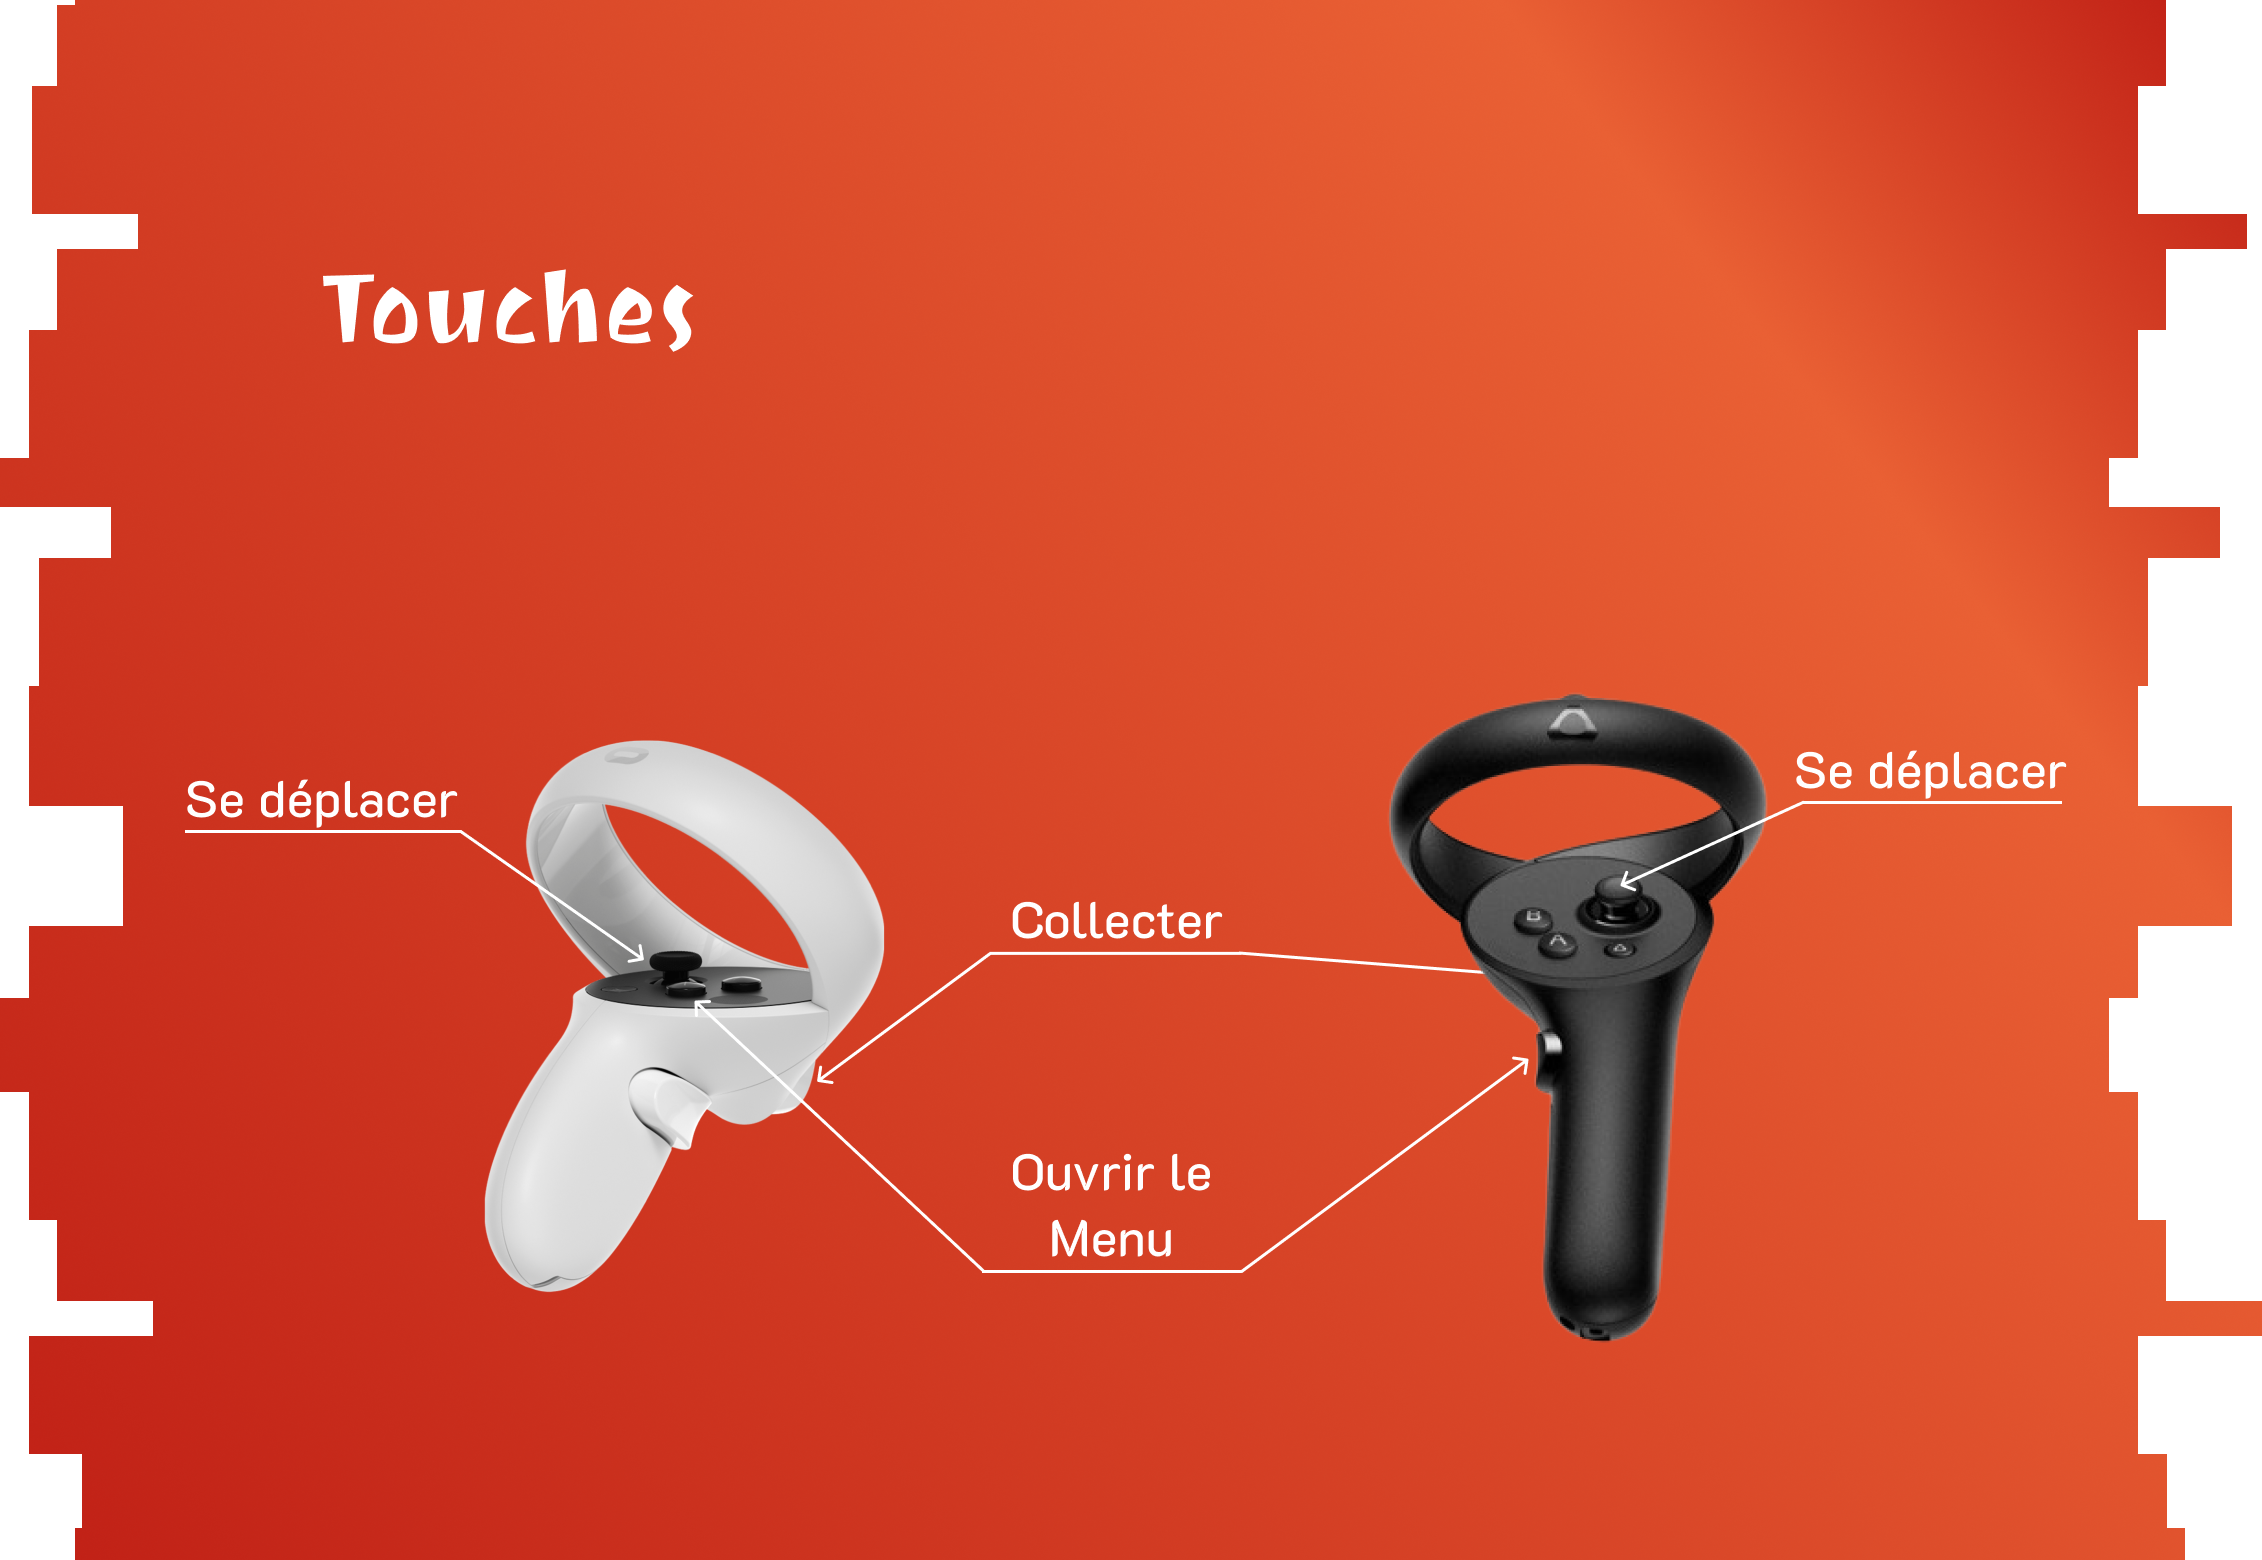 Touches
Se déplacer
Se déplacer
Collecter
B
A
Ouvrir le
Menu